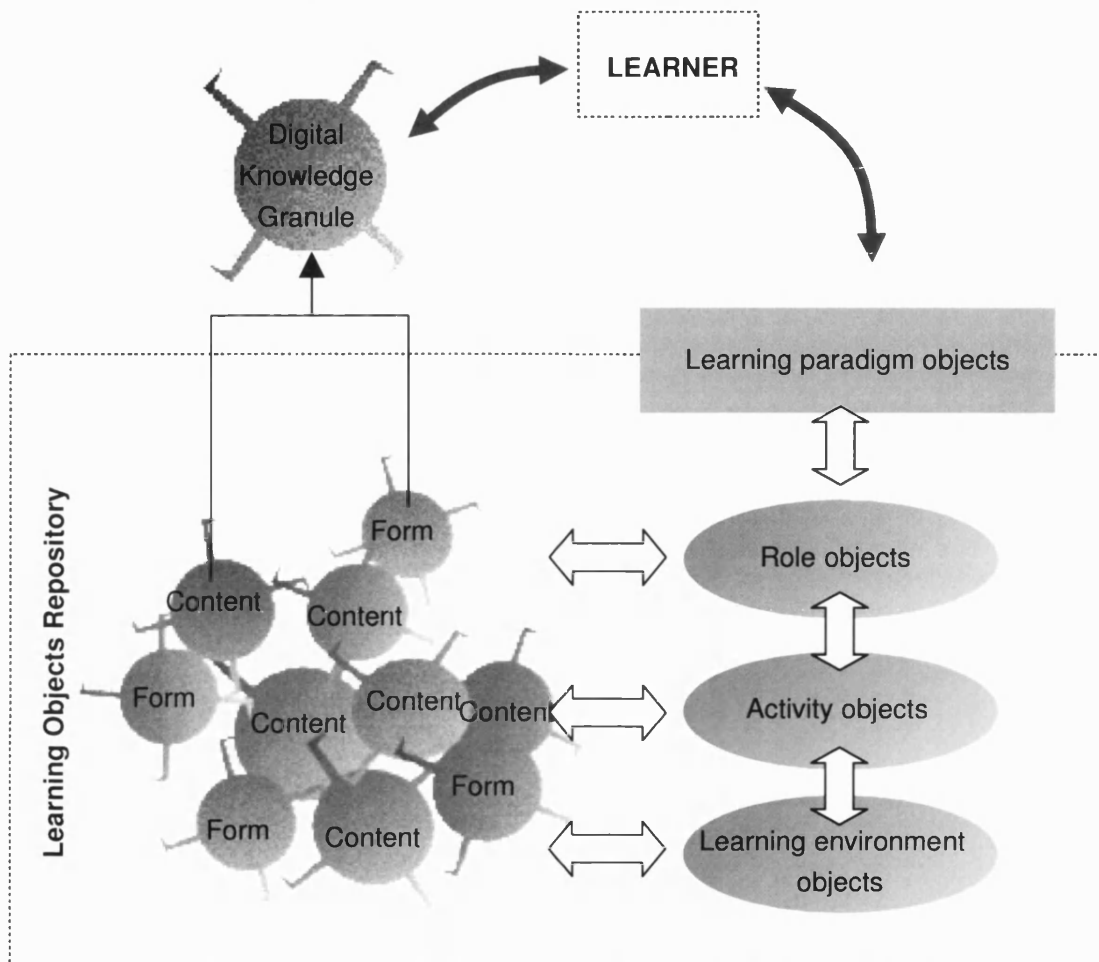 LEARNER
Digital
Knowledge
Granule
Learning paradigm objects
Learning Objects Repository
Form
Content
Content
Form
Content
Content
Content
Form
Form
Content
Role objects
Activity objects
Learning environment
objects